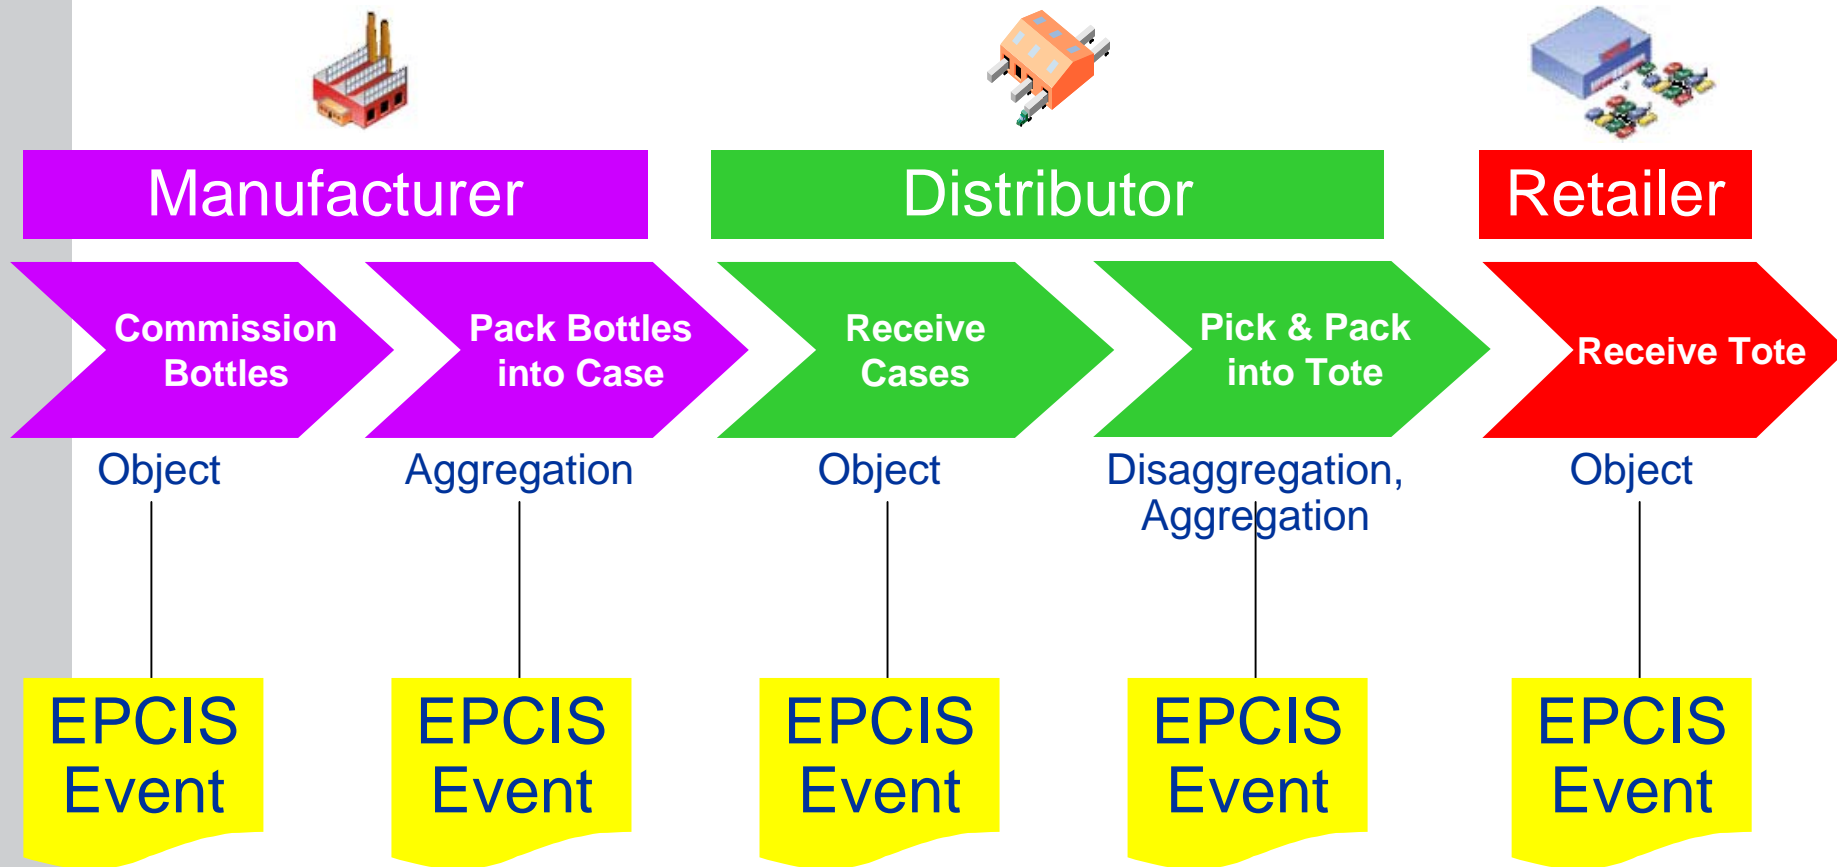 Manufacturer
Distributor
Retailer
Commission
Bottles
Pack Bottles
into Case
Receive
Cases
Pick & Pack
into Tote
Receive Tote
Object
Aggregation
Object
Disaggregation,
Aggregation
Object
EPCIS
Event
EPCIS
Event
EPCIS
Event
EPCIS
Event
EPCIS
Event